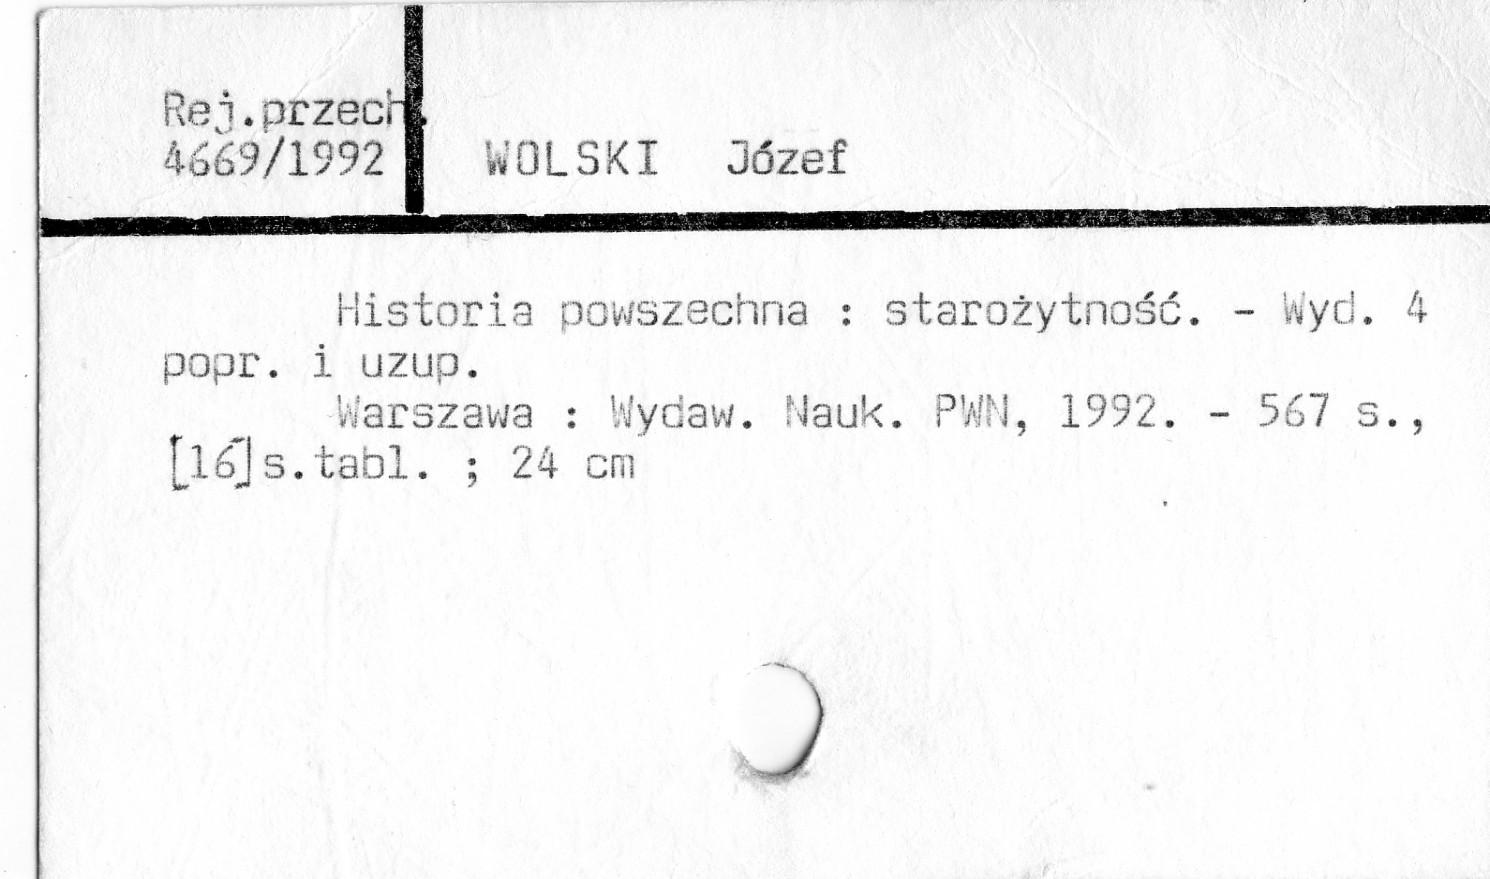 Rej.przech.
4669/1992 WOLSKI Józef
Historia powszechna : starożytność. - Wyd. 4
popr. i uzup.
Warszawa : Wydaw. Nauk. PWN, 1992. - 567 s.,
[16]s.tabl. ; 24 cm